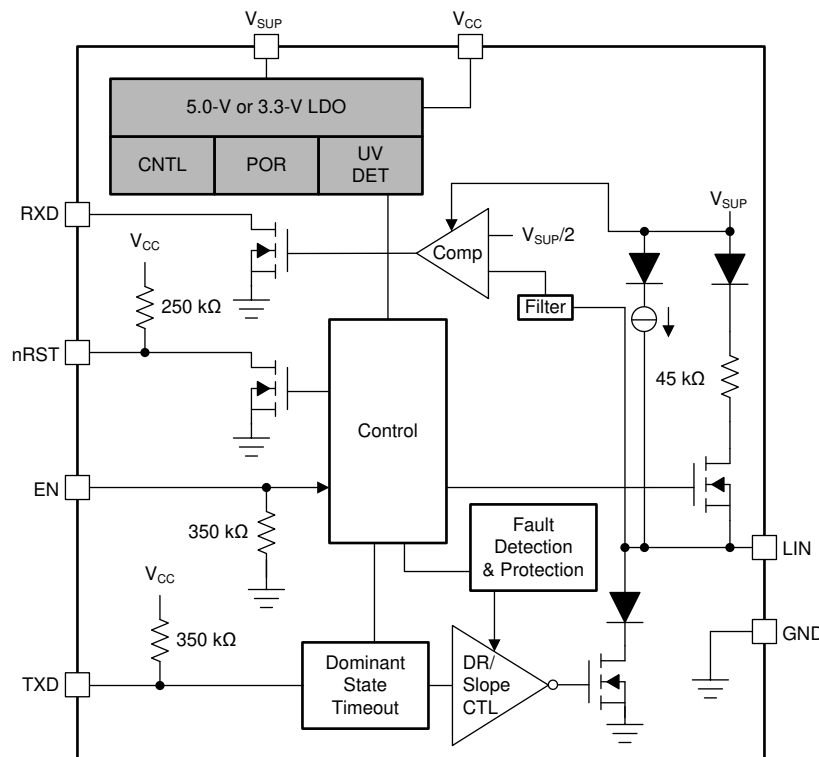 VSUP
VCC
5.0-V or 3.3-V LDO
CNTL
POR
UV
DET
RXD
VCC
250 kΩ
Comp
VSUP/2
Filter
VSUP
nRST
45 kΩ
Control
EN
350 kΩ
Fault
Detection
& Protection
LIN
VCC
350 kΩ
GND
TXD
Dominant
State
Timeout
DR/
Slope
CTL